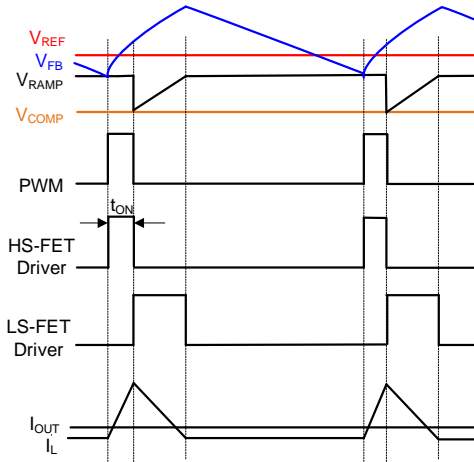 VREF
VFB
VRAMP
VCOMP
PWM
tON
HS-FET
Driver
LS-FET
Driver
IOUT
IL